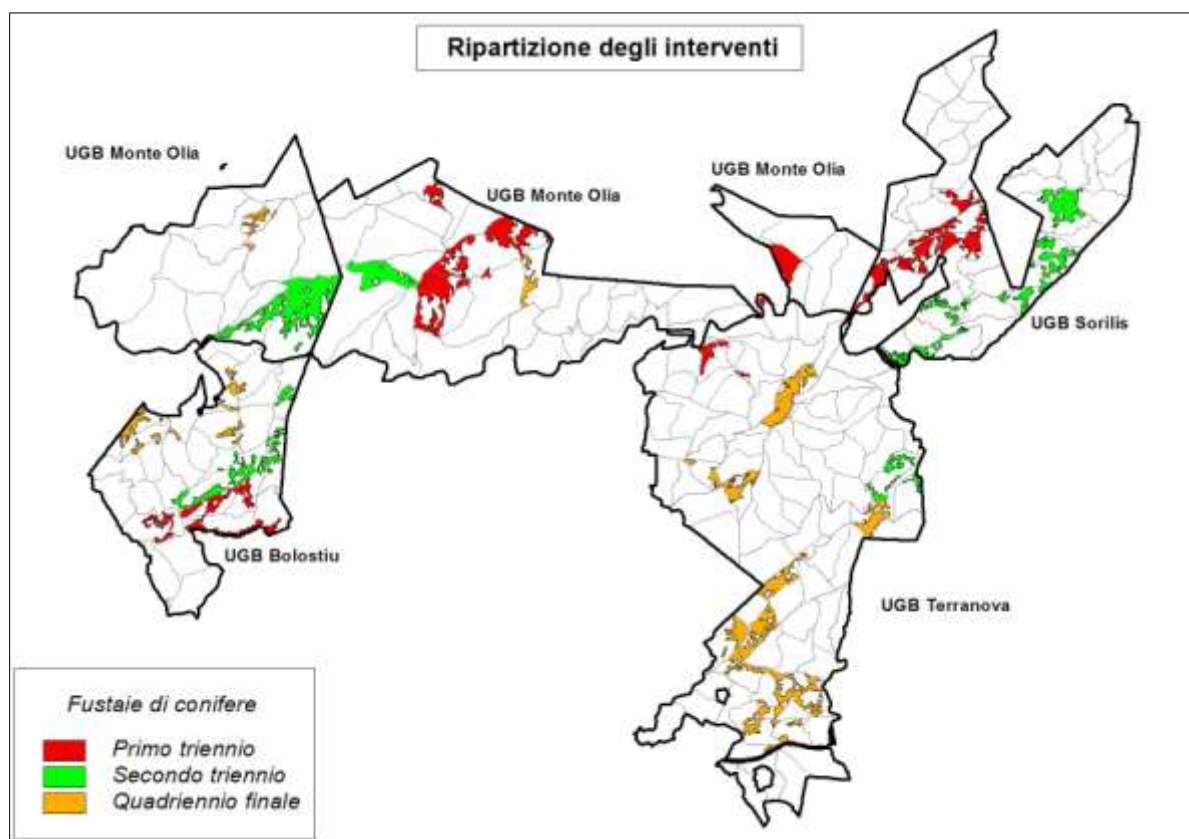 Ripartizione degli interventi
UGB Monte Olia
UGB Monte Olia
UGB Monte Olia
UGB Sorilis
UGB Bolostiu
UGB Terranova
Fustaie di conifere
Primo triennio
Secondo triennio
Quadriennio finale